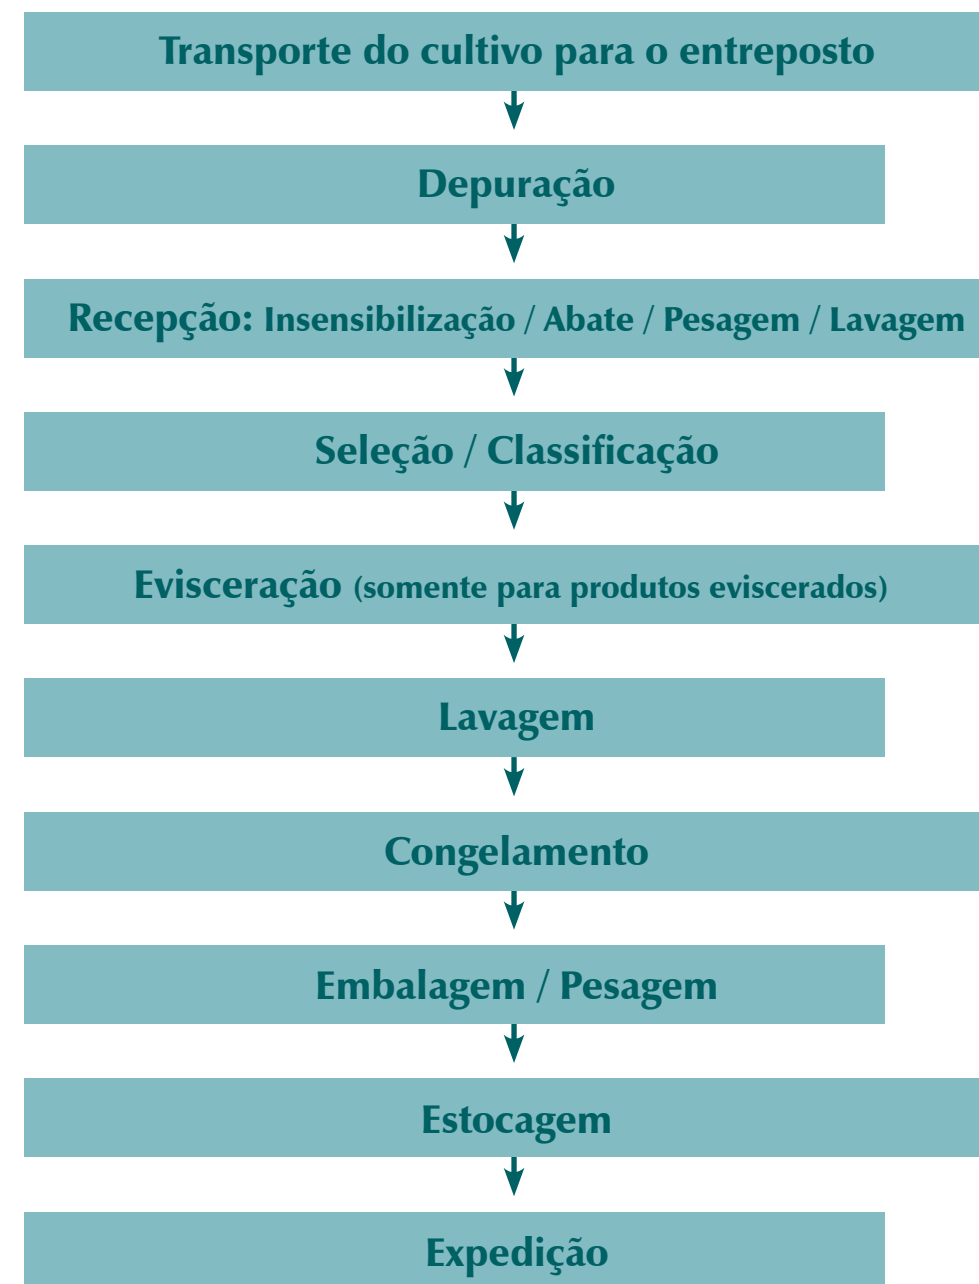 Transporte do cultivo para o entreposto
Depuração
Recepção: Insensibilização / Abate / Pesagem / Lavagem
Seleção / Classificação
Evisceração (somente para produtos eviscerados)
Lavagem
Congelamento
Embalagem / Pesagem
Estocagem
Expedição